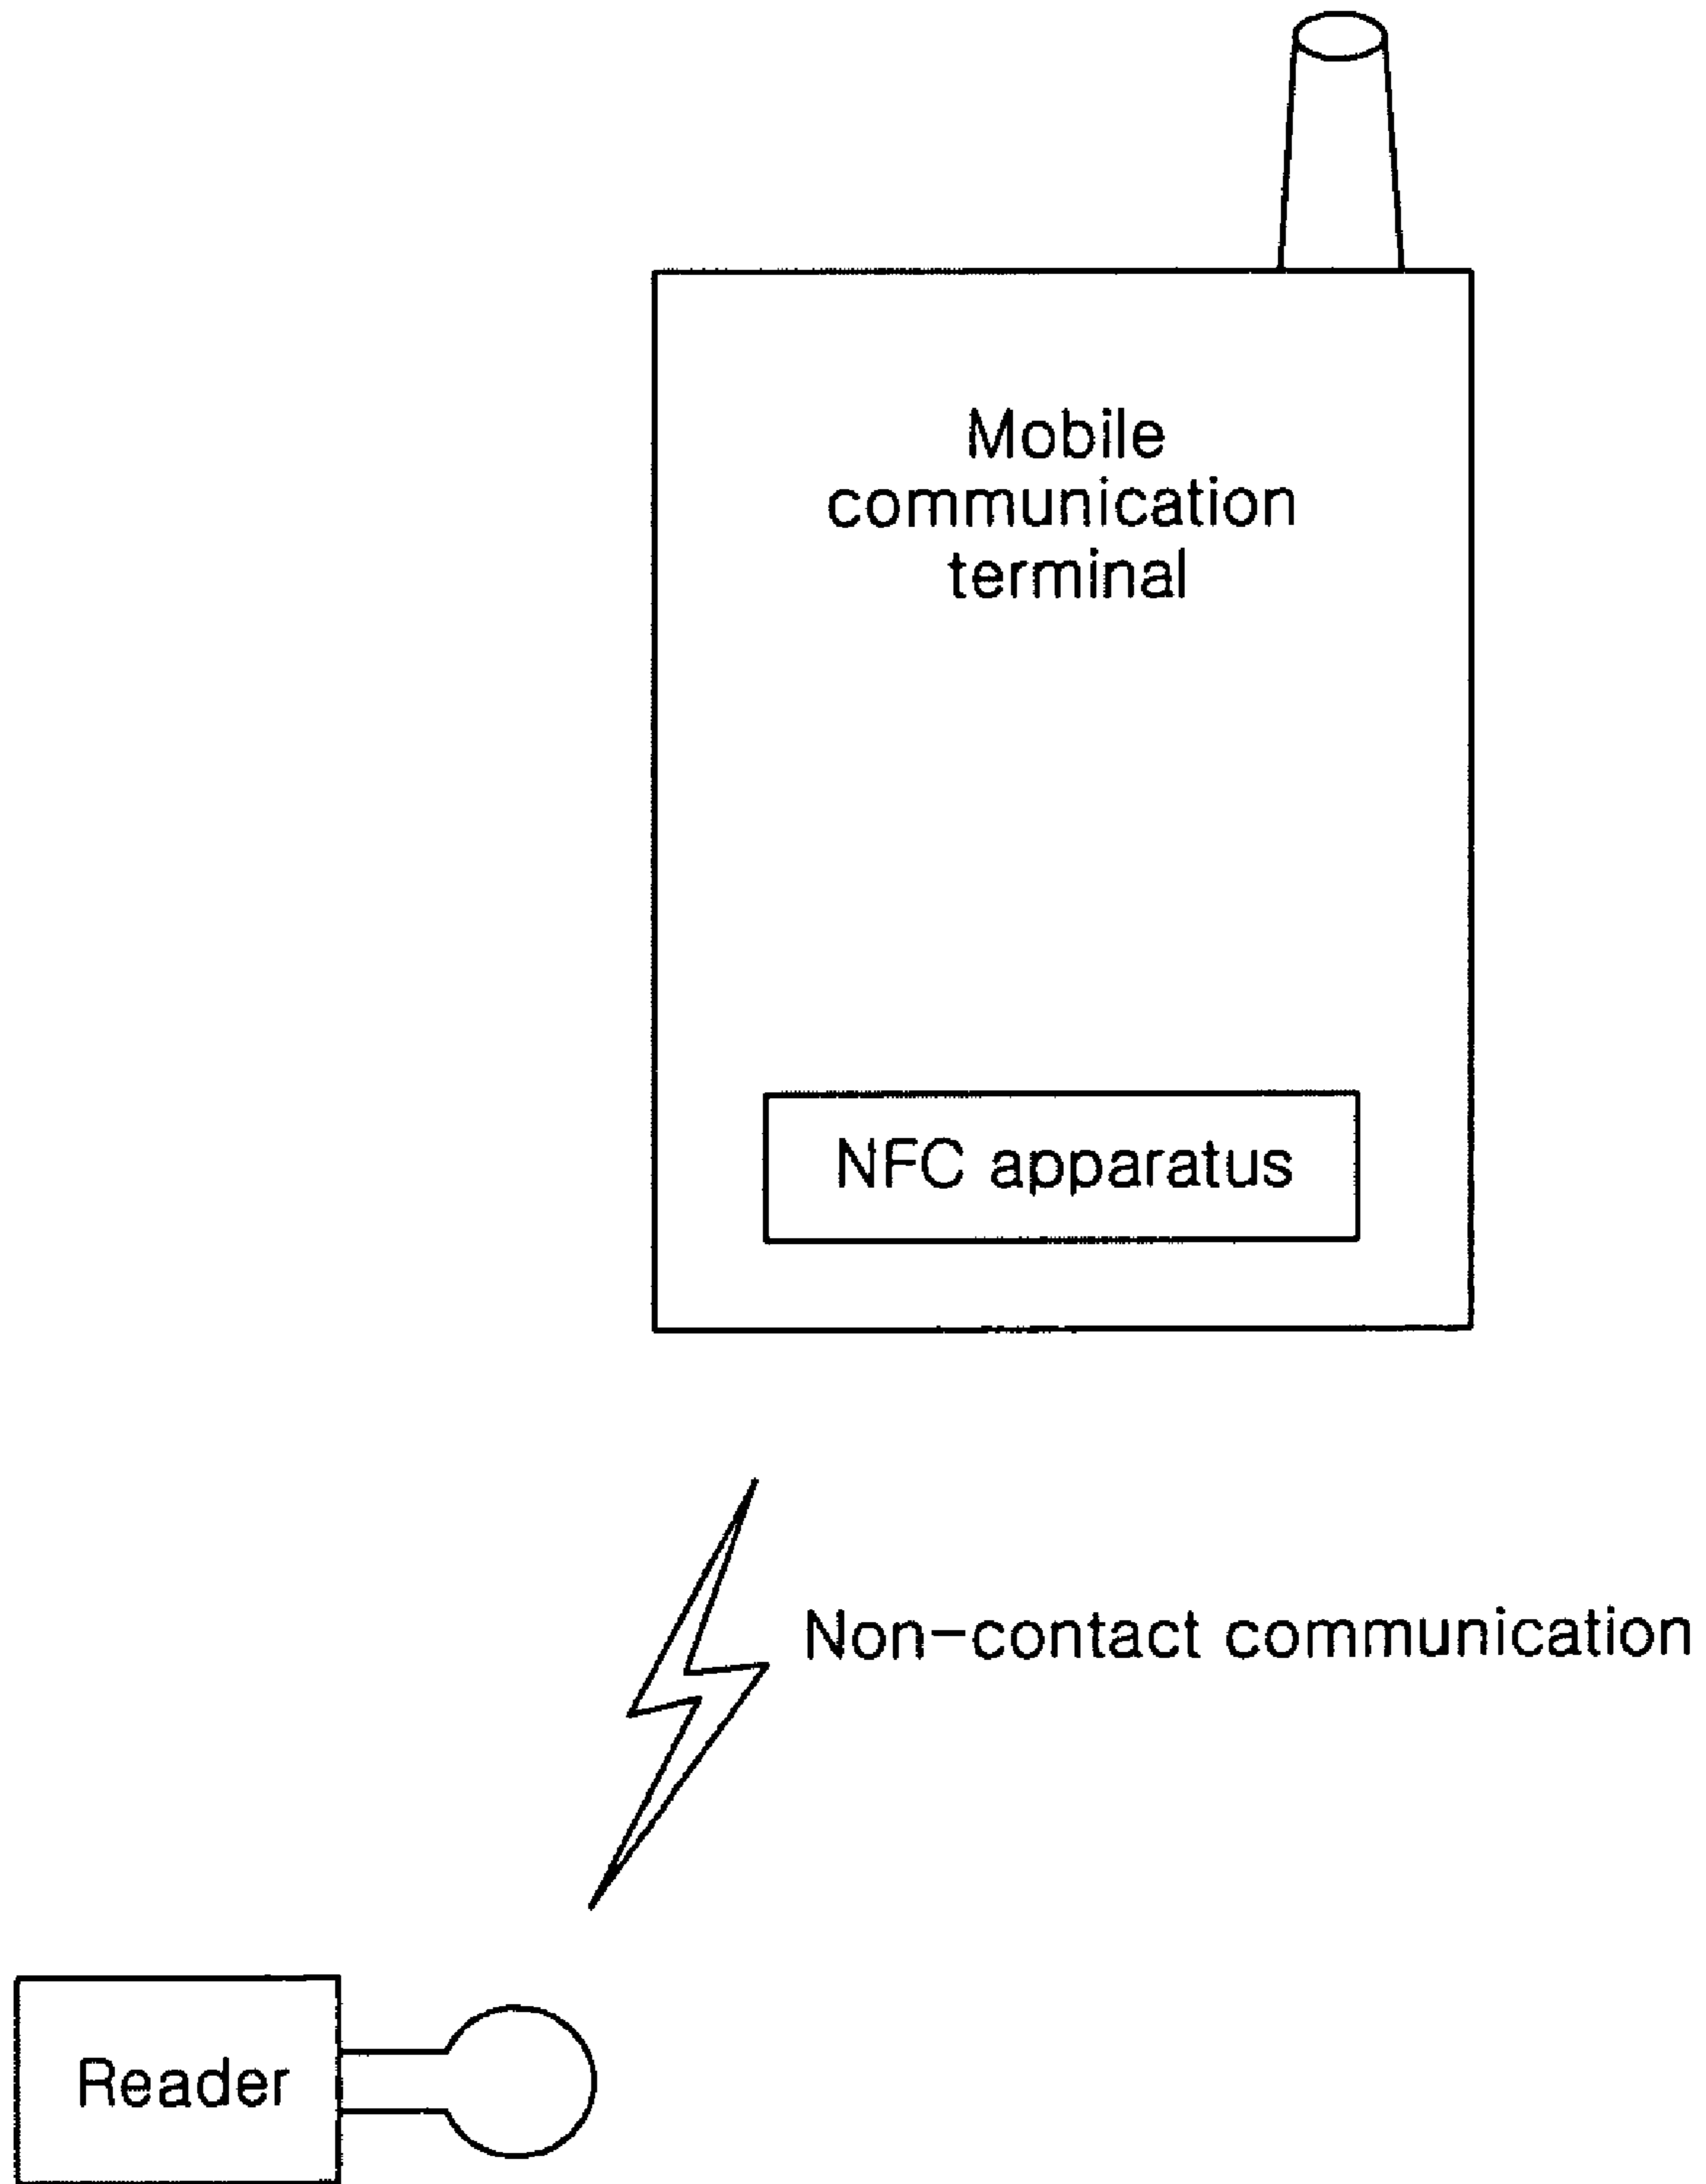 Mobile
communication
terminal
NFC apparatus
Non-contact communication
Reader